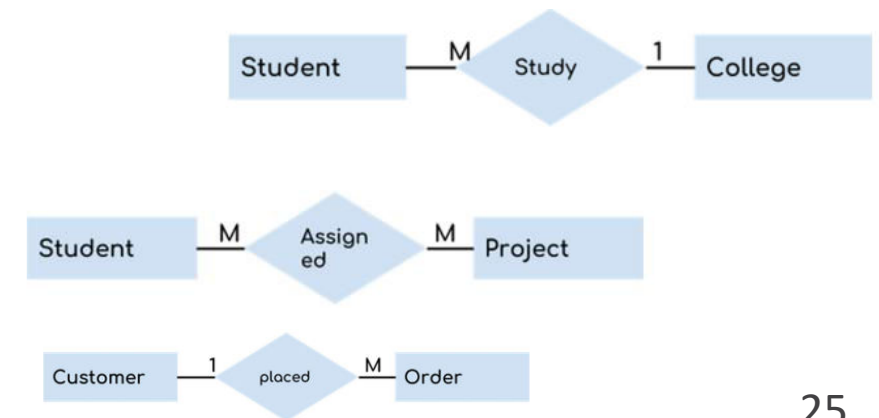 Student M Study 1 College
Student M Assign
ed M Project
Customer 1 placed M Order
25